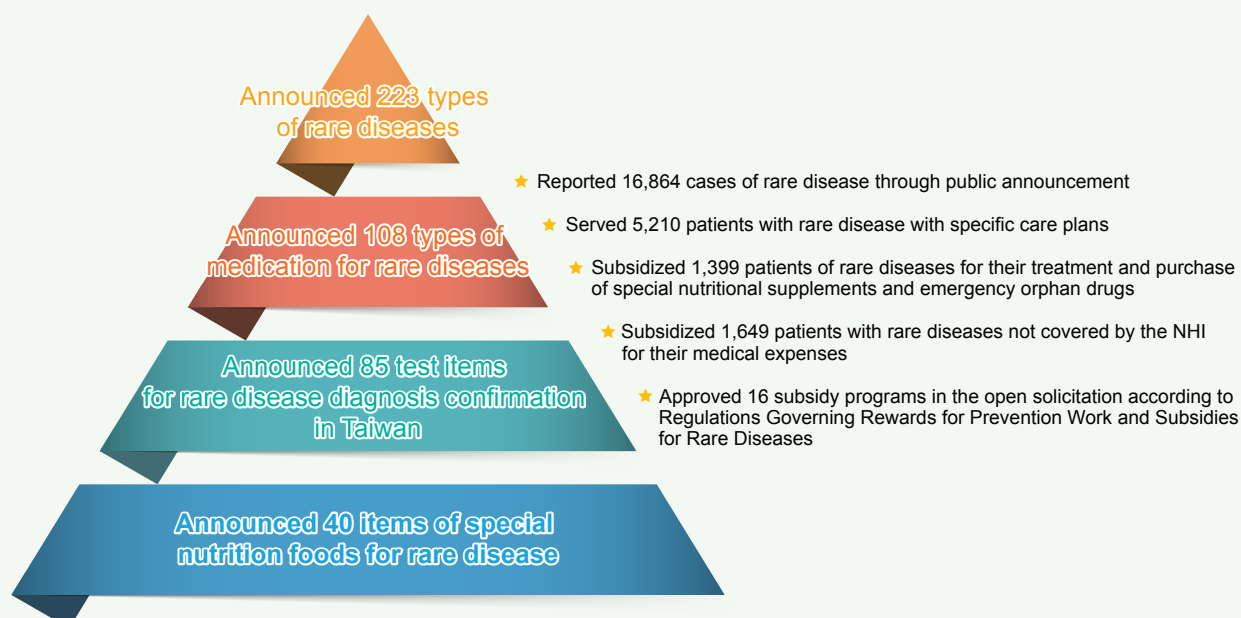 Announced 223 types
of rare diseases
Announced 108 types of
medication for rare diseases
Announced 85 test items
for rare disease diagnosis confirmation
in Taiwan
Announced 40 items of special
nutrition foods for rare disease
Reported 16,864 cases of rare disease through public announcement
Served 5,210 patients with rare disease with specific care plans
Subsidized 1,399 patients of rare diseases for their treatment and purchase
of special nutritional supplements and emergency orphan drugs
Subsidized 1,649 patients with rare diseases not covered by the NHI
for their medical expenses
Approved 16 subsidy programs in the open solicitation according to
Regulations Governing Rewards for Prevention Work and Subsidies
for Rare Diseases